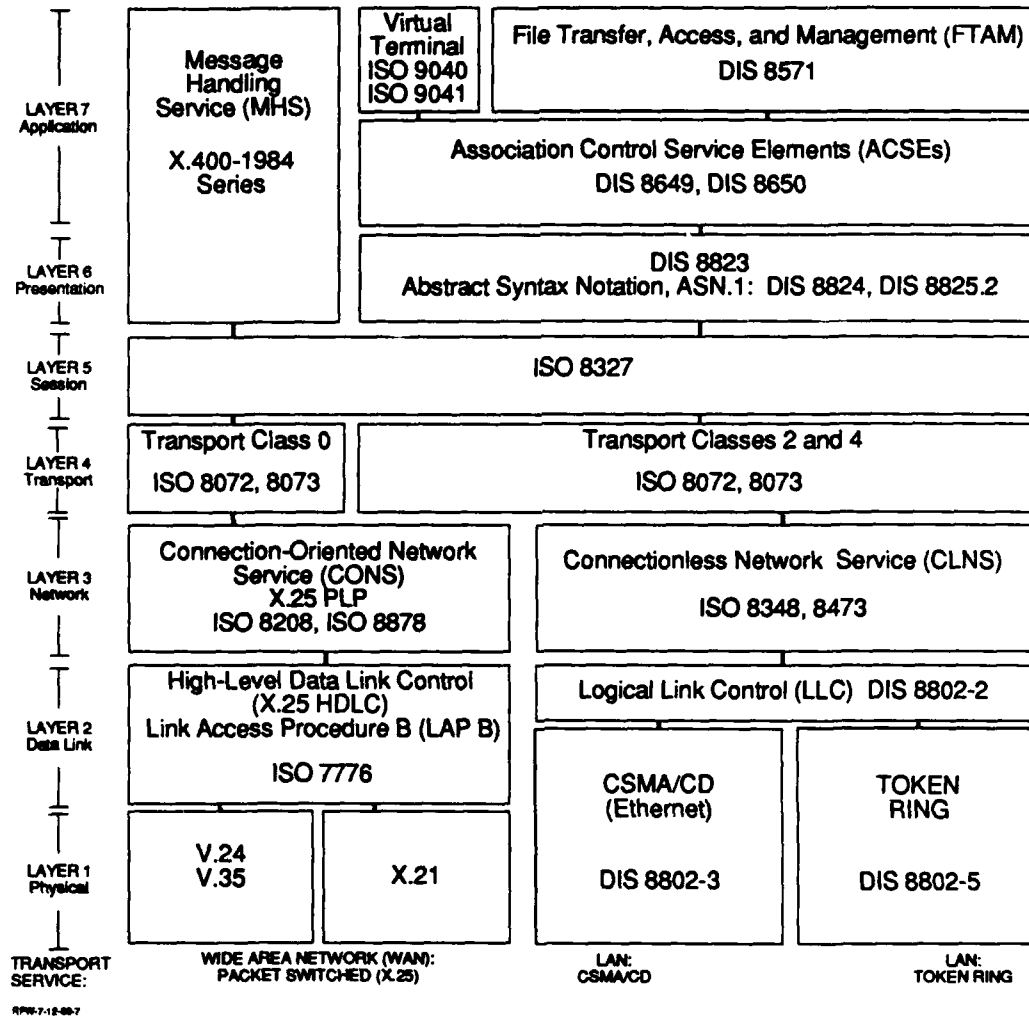 LAYER 7
Application
Message
Handling
Service (MHS)
X.400-1984
Series
Virtual
Terminal
ISO 9040
ISO 9041
File Transfer, Access, and Management (FTAM)
DIS 8571
Association Control Service Elements (ACSEs)
DIS 8649, DIS 8650
LAYER 6
Presentation
DIS 8823
Abstract Syntax Notation, ASN.1: DIS 8824, DIS 8825.2
LAYER 5
Session
ISO 8327
LAYER 4
Transport
Transport Class 0
ISO 8072, 8073
Transport Classes 2 and 4
ISO 8072, 8073
LAYER 3
Network
Connection-Oriented Network
Service (CONS)
X.25 PLP
ISO 8208, ISO 8878
Connectionless Network Service (CLNS)
ISO 8348, 8473
LAYER 2
Data Link
High-Level Data Link Control
(X.25 HDLC)
Link Access Procedure B (LAP B)
ISO 7776
Logical Link Control (LLC) DIS 8802-2
CSMA/CD
(Ethernet)
DIS 8802-3
TOKEN
RING
DIS 8802-5
LAYER 1
Physical
V.24
V.35
X.21
TRANSPORT
SERVICE:
WIDE AREA NETWORK (WAN):
PACKET SWITCHED (X.25)
LAN:
CSMA/CD
LAN:
TOKEN RING